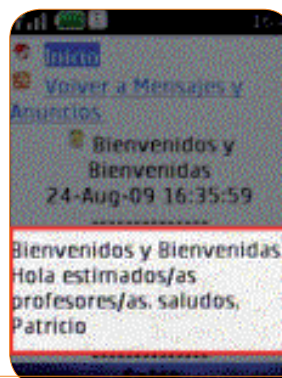 Inicio
Volver a Mensajes y
Anuncios
Bienvenidos y
Bienvenidas
24-Aug-09 16:35:59
--------------
Bienvenidos y Bienvenidas
Hola estimados/as
profesores/as. saludos,
Patricio
--------------